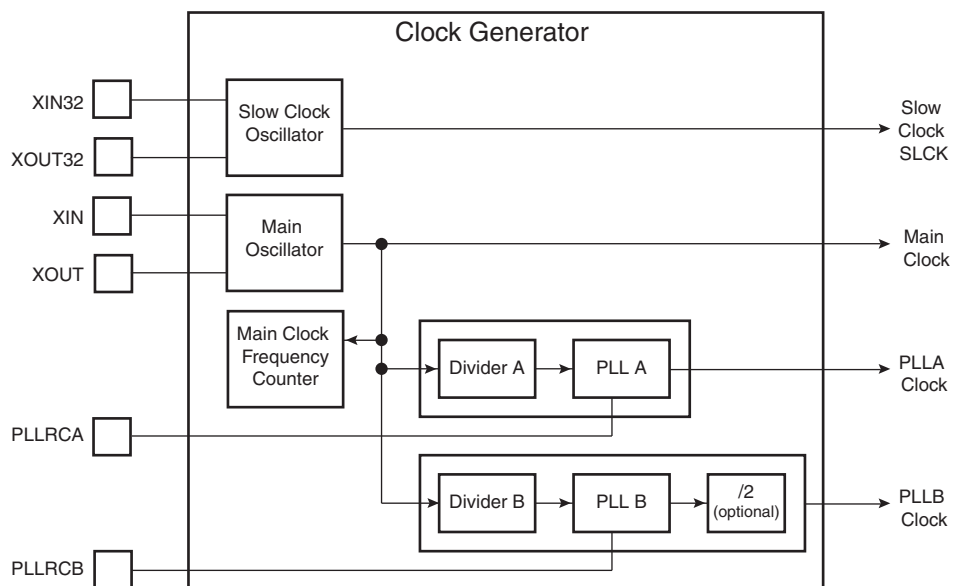 Clock Generator
XIN32
Slow Clock
Oscillator
Slow
Clock
SLCK
XOUT32
XIN
Main
Oscillator
Main
Clock
XOUT
Main Clock
Frequency
Counter
Divider A
PLL A
PLLA
Clock
PLLRCA
Divider B
PLL B
/2
(optional)
PLLB
Clock
PLLRCB